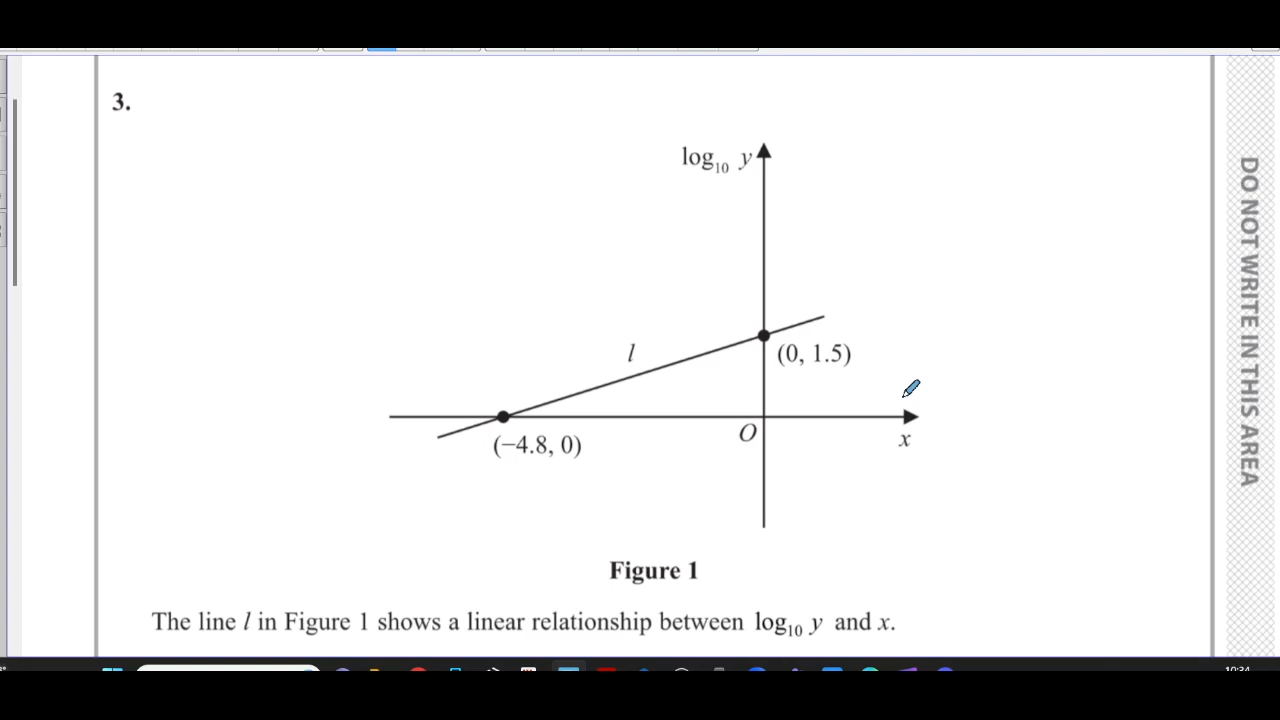 3.
log10 y
l
(0, 1.5)
(−4.8, 0)
O
x
Figure 1
The line l in Figure 1 shows a linear relationship between log10 y and x.
DO NOT WRITE IN THIS AREA